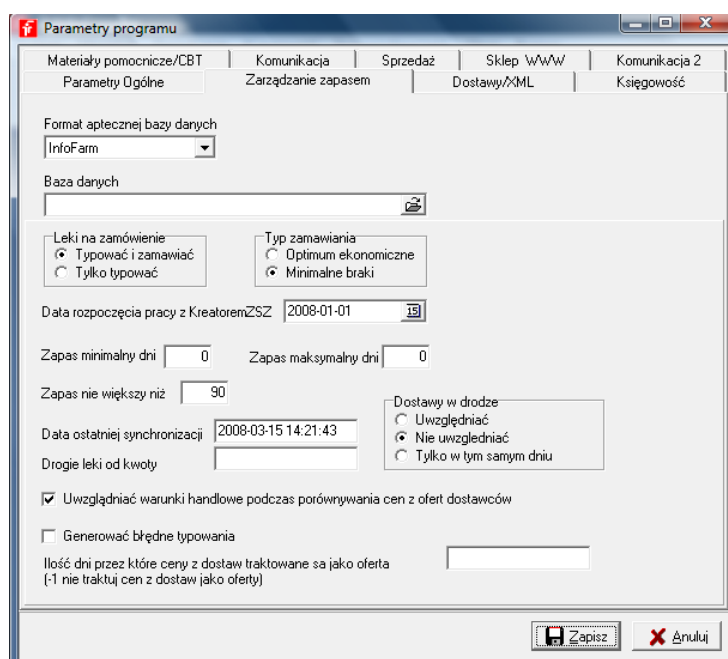 Parametry programu
Materiały pomocnicze/CBT Komunikacja Sprzedaż Sklep WWW Komunikacja 2
Parametry Ogólne Zarządzanie zapasem Dostawy/XML Księgowość
Format aptecznej bazy danych
InfoFarm
Baza danych
Leki na zamówienie Typ zamawiania
Typować i zamawiać Optimum ekonomiczne
Tylko typować Minimalne braki
Data rozpoczęcia pracy z KreatoremZSZ 2008-01-01 15
Zapas minimalny dni 0 Zapas maksymalny dni 0
Zapas nie większy niż 90
Dostawy w drodze
Uwzględniać
Data ostatniej synchronizacji 2008-03-15 14:21:43 Nie uwzgledniać
Drogie leki od kwoty Tylko w tym samym dniu
Uwzglądniać warunki handlowe podczas porównywania cen z ofert dostawców
Generować błędne typowania
Ilość dni przez które ceny z dostaw traktowane sa jako oferta
(-1 nie traktuj cen z dostaw jako oferty)
Zapisz Anuluj